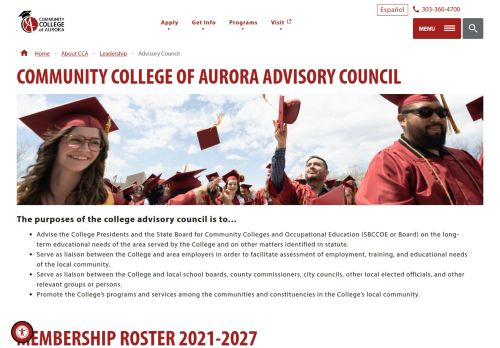 COMMUNITY
COLLEGE
of AURORA
Apply
Get Info
Programs
Visit
Español
303-360-4700
MENU
Home – About CCA – Leadership – Advisory Council
COMMUNITY COLLEGE OF AURORA ADVISORY COUNCIL
The purposes of the college advisory council is to…
Advise the College Presidents and the State Board for Community Colleges and Occupational Education (SBCCOE or Board) on the long-
term educational needs of the area served by the College and on other matters identified in statute.
Serve as liaison between the College and area employers in order to facilitate assessment of employment, training, and educational needs
of the local community.
Serve as liaison between the College and local school boards, county commissioners, city councils, other local elected officials, and other
relevant groups or persons.
Promote the College's programs and services among the communities and constituencies in the College's local community.
MEMBERSHIP ROSTER 2021-2027